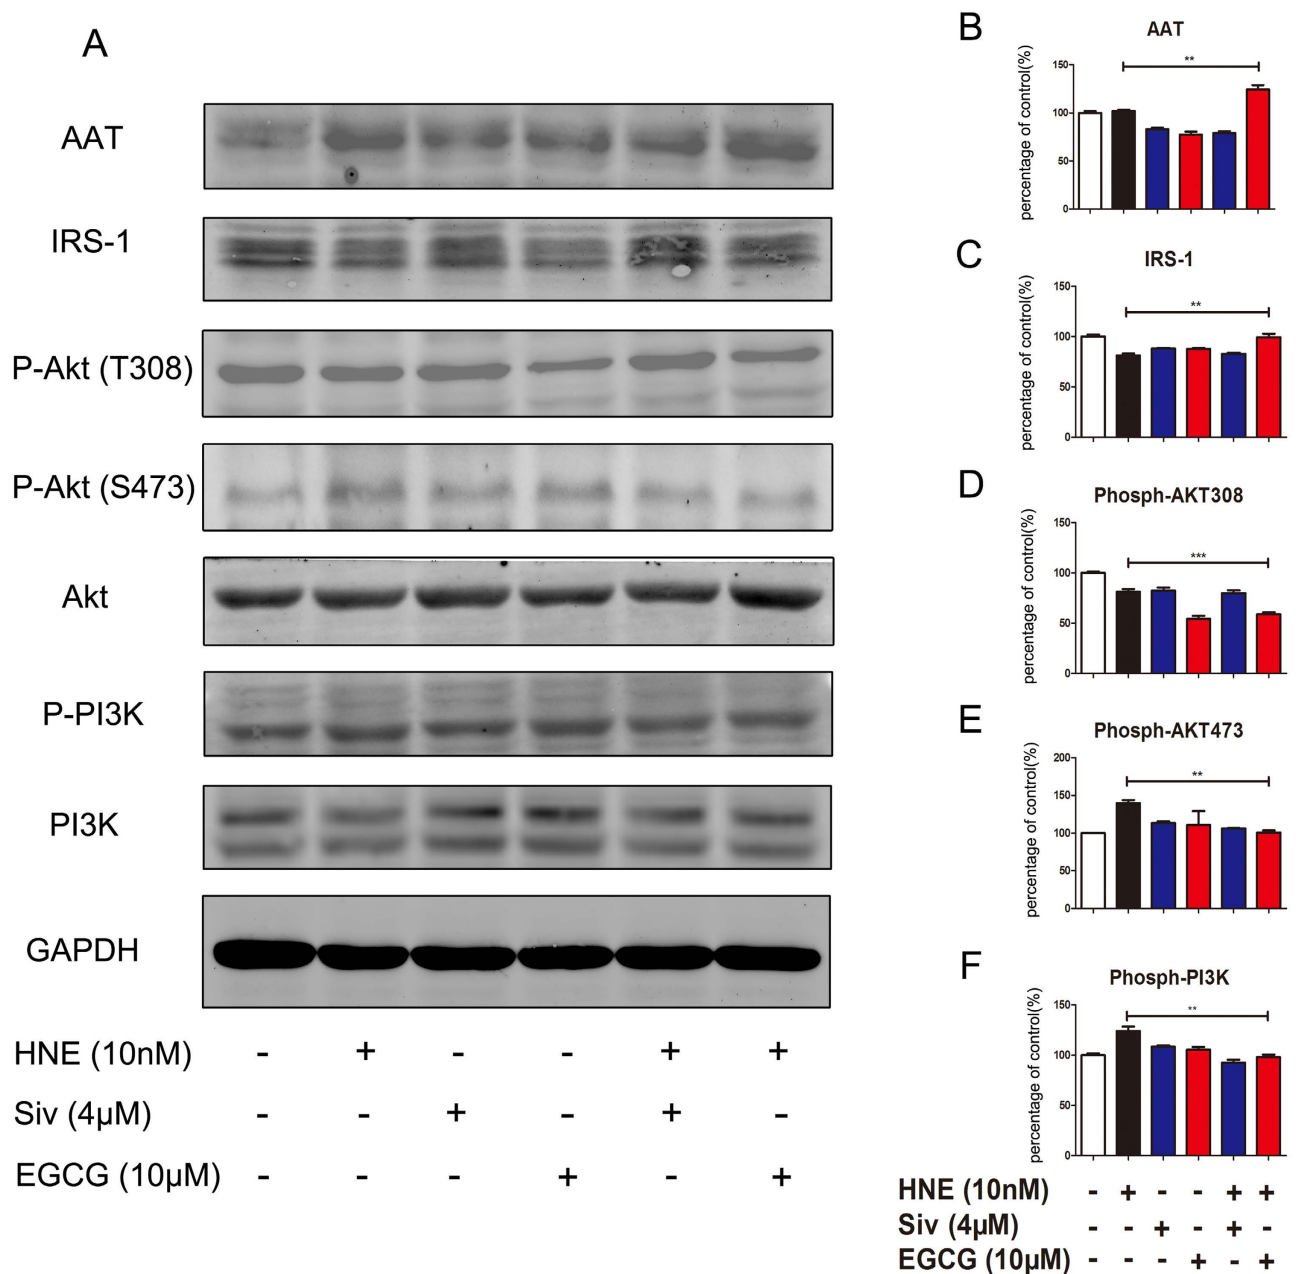 A
AAT
IRS-1
P-Akt (T308)
P-Akt (S473)
Akt
P-PI3K
PI3K
GAPDH
HNE (10nM) - + - - + +
Siv (4μM) - - + - + -
EGCG (10μM) - - - + - +
B
AAT
percentage of control(%)
150
100
50
0
**
C
IRS-1
percentage of control(%)
150
100
50
0
**
D
Phosph-AKT308
percentage of control(%)
150
100
50
0
***
E
Phosph-AKT473
percentage of control(%)
200
150
100
50
0
**
F
Phosph-PI3K
percentage of control(%)
150
100
50
0
**
HNE (10nM) - + - - + +
Siv (4μM) - - + - + -
EGCG (10μM) - - - + - +